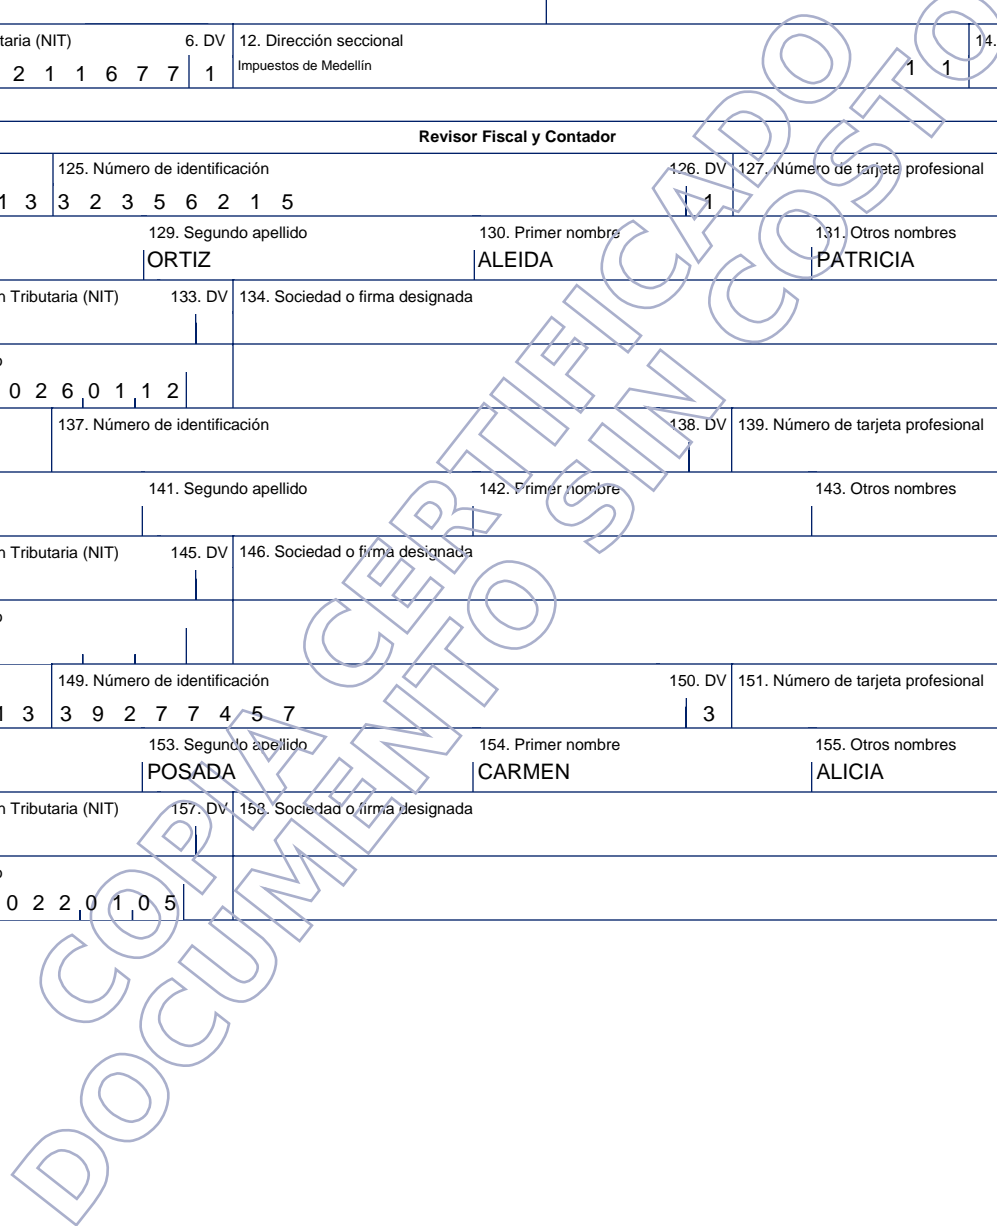 taria (NIT) 6. DV 12. Dirección seccional 14.
2 1 1 6 7 7 1 Impuestos de Medellín 1 1
Revisor Fiscal y Contador
125. Número de identificación 126. DV 127. Número de tarjeta profesional
1 3 3 2 3 5 6 2 1 5 1
129. Segundo apellido 130. Primer nombre 131. Otros nombres
ORTIZ ALEIDA PATRICIA
n Tributaria (NIT) 133. DV 134. Sociedad o firma designada
o
0 2 6 0 1 1 2
137. Número de identificación 138. DV 139. Número de tarjeta profesional
141. Segundo apellido 142. Primer nombre 143. Otros nombres
n Tributaria (NIT) 145. DV 146. Sociedad o firma designada
o
149. Número de identificación 150. DV 151. Número de tarjeta profesional
1 3 3 9 2 7 7 4 5 7 3
153. Segundo apellido 154. Primer nombre 155. Otros nombres
POSADA CARMEN ALICIA
n Tributaria (NIT) 157. DV 158. Sociedad o firma designada
o
0 2 2 0 1 0 5
COPIA CERTIFICADO
DOCUMENTO SIN COSTO